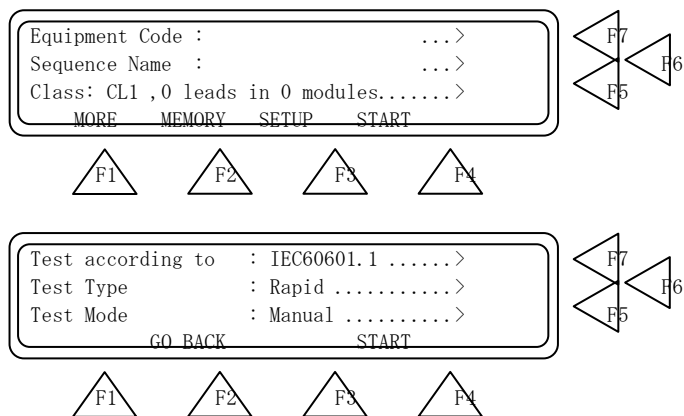 Equipment Code : ...>
Sequence Name : ...>
Class: CL1 ,0 leads in 0 modules.......>
MORE MEMORY SETUP START
F7
F6
F5
F1 F2 F3 F4
Test according to : IEC60601.1 ......>
Test Type : Rapid ...........>
Test Mode : Manual ..........>
GO BACK START
F7
F6
F5
F1 F2 F3 F4